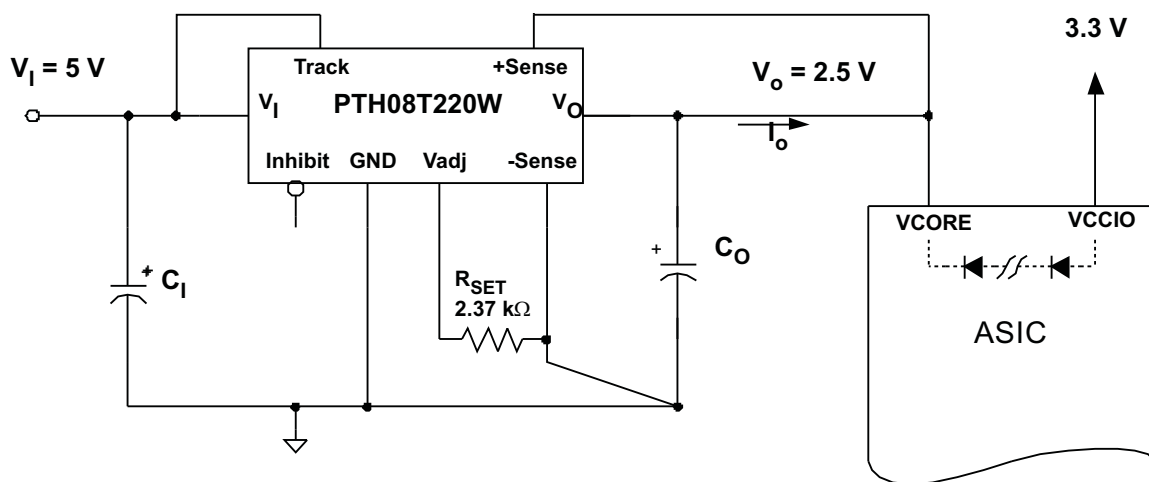 3.3 V
V_I = 5 V
Track
+Sense
V_o = 2.5 V
V_I
PTH08T220W
V_O
I_o
Inhibit
GND
Vadj
-Sense
VCORE
VCCIO
+
C_I
+
C_O
R_SET
2.37 kΩ
ASIC